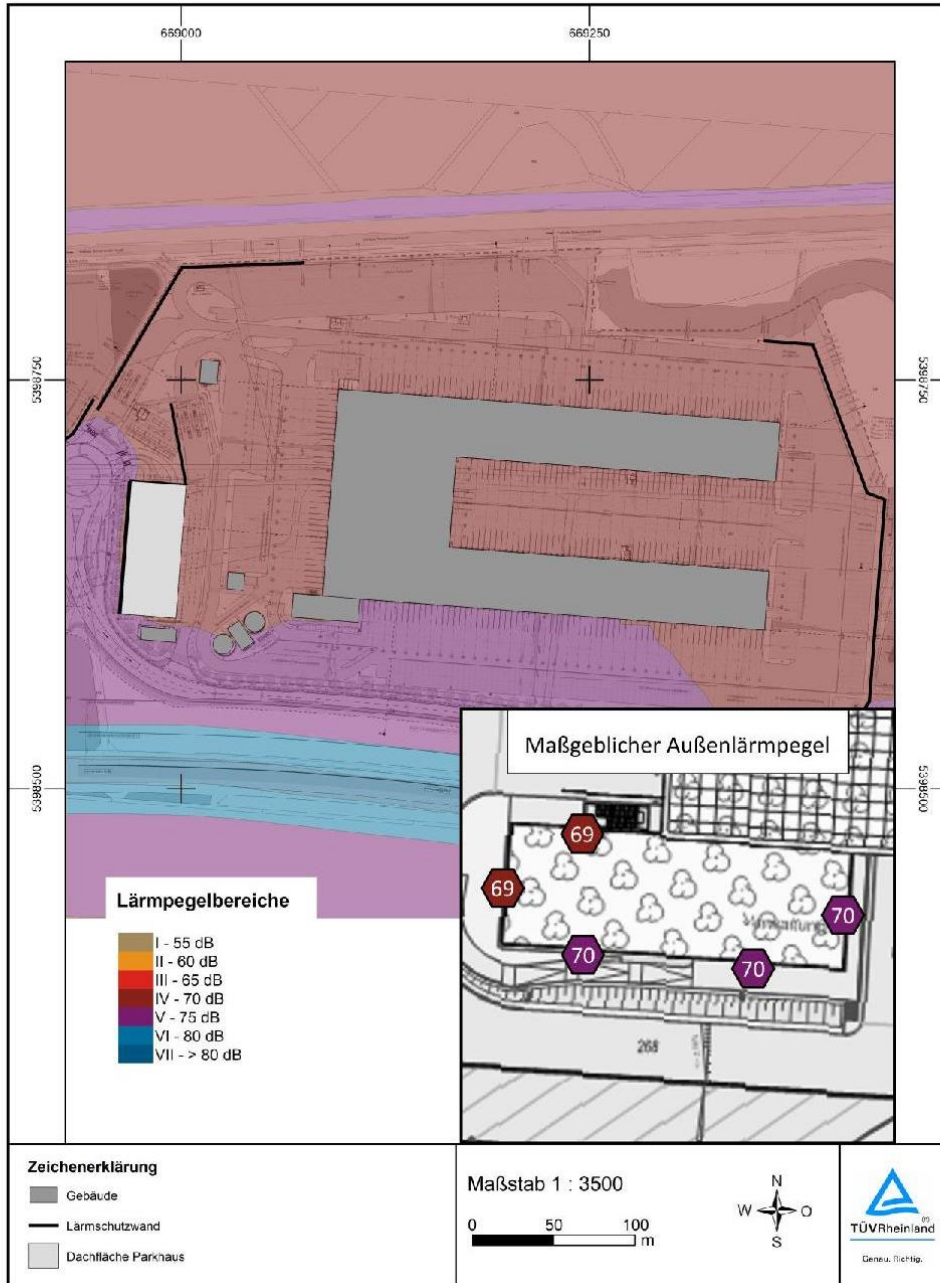 669000
669250
5398750
5398750
5398500
5398500
Maßgeblicher Außenlärmpegel
69
69
70
Verwaltung
70
70
268
Lärmpegelbereiche
I - 55 dB
II - 60 dB
III - 65 dB
IV - 70 dB
V - 75 dB
VI - 80 dB
VII - > 80 dB
Zeichenerklärung
Gebäude
Lärmschutzwand
Dachfläche Parkhaus
Maßstab 1 : 3500
0 50 100
m
N
W O
S
TÜVRheinland®
Genau. Richtig.